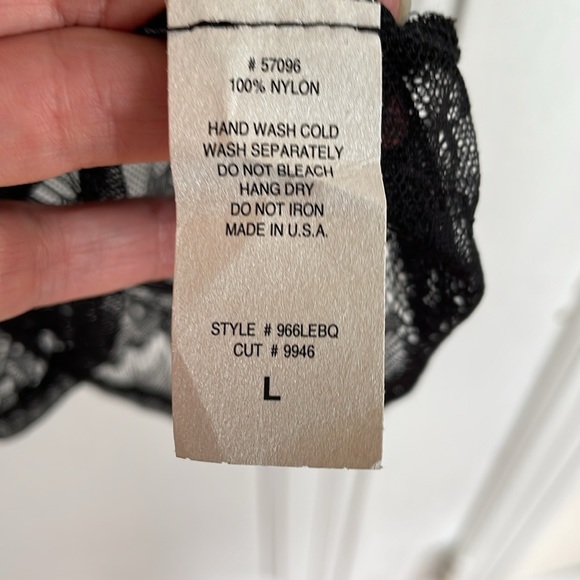 # 57096
100% NYLON
HAND WASH COLD
WASH SEPARATELY
DO NOT BLEACH
HANG DRY
DO NOT IRON
MADE IN U.S.A.
STYLE # 966LEBQ
CUT # 9946
L